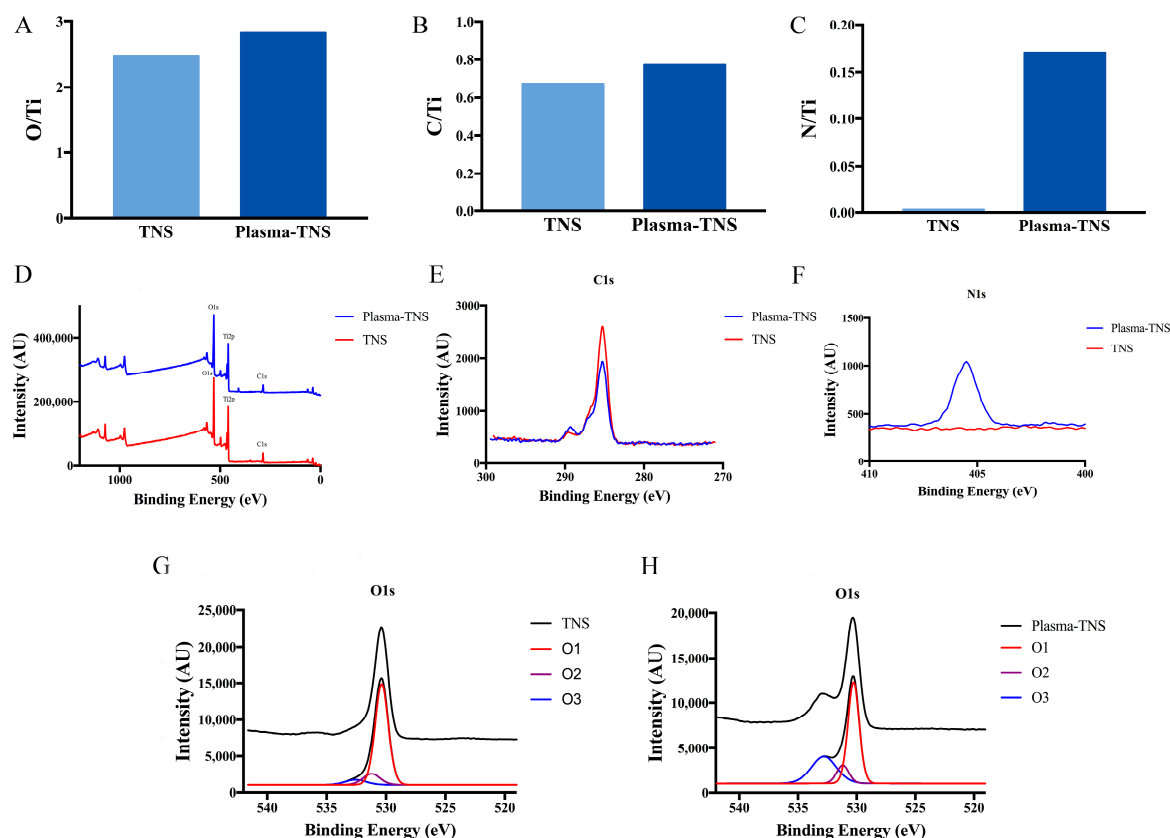 A
O/Ti
3
2
1
0
TNS
Plasma-TNS
B
C/Ti
1.0
0.8
0.6
0.4
0.2
0.0
TNS
Plasma-TNS
C
N/Ti
0.20
0.15
0.10
0.05
0.00
TNS
Plasma-TNS
D
Intensity (AU)
400,000
200,000
0
1000
500
0
Binding Energy (eV)
O1s
Ti2p
C1s
O1s
Ti2p
C1s
Plasma-TNS
TNS
E
C1s
Intensity (AU)
3000
2000
1000
0
300
290
280
270
Binding Energy (eV)
Plasma-TNS
TNS
F
N1s
Intensity (AU)
1500
1000
500
0
410
405
400
Binding Energy (eV)
Plasma-TNS
TNS
G
O1s
Intensity (AU)
25,000
20,000
15,000
10,000
5,000
0
540
535
530
525
520
Binding Energy (eV)
TNS
O1
O2
O3
H
O1s
Intensity (AU)
20,000
15,000
10,000
5,000
0
540
535
530
525
520
Binding Energy (eV)
Plasma-TNS
O1
O2
O3